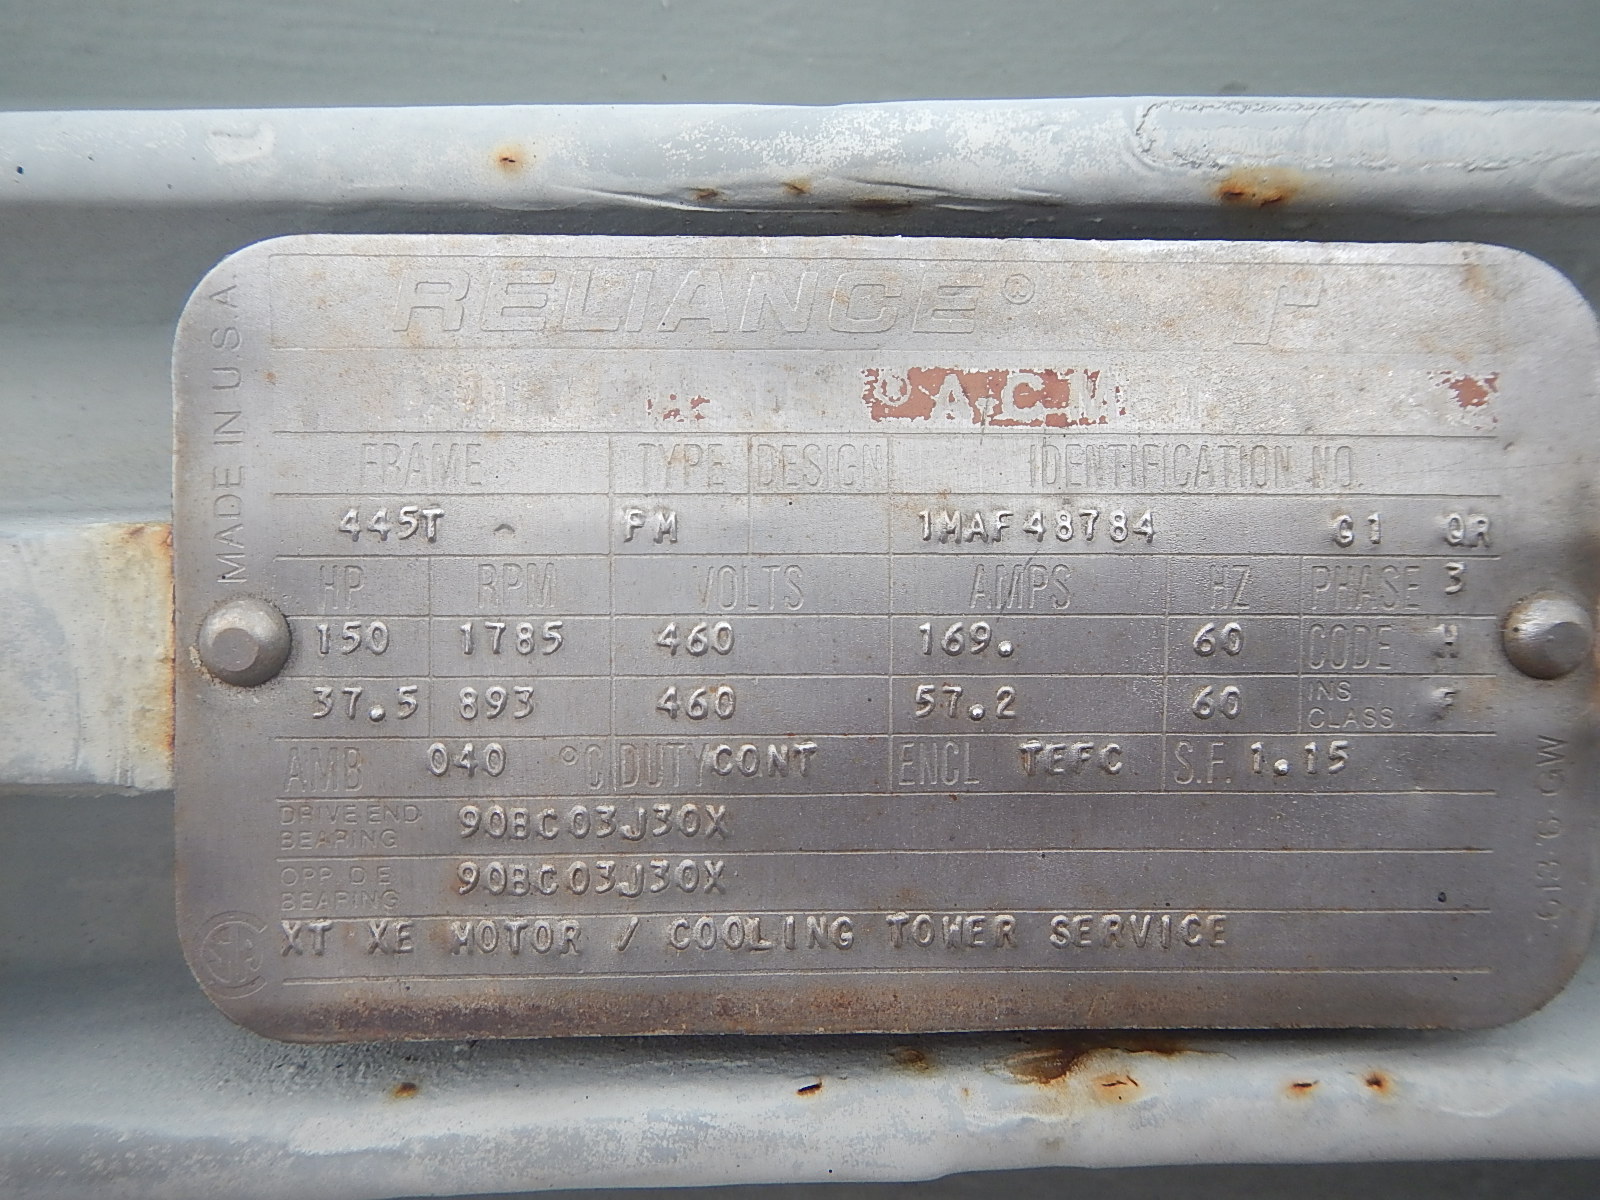 RELIANCE®
MADE IN U.S.A.
A-C M
FRAME TYPE DESIGN IDENTIFICATION NO.
445T FM 1MAF48784 G1 QR
HP RPM VOLTS AMPS HZ PHASE 3
150 1785 460 169. 60 CODE H
37.5 893 460 57.2 60 INS CLASS F
AMB 040 °C DUTY CONT ENCL TEFC S.F. 1.15
DRIVE END BEARING 90BC03J30X
OPP. D E BEARING 90BC03J30X
XT XE MOTOR / COOLING TOWER SERVICE